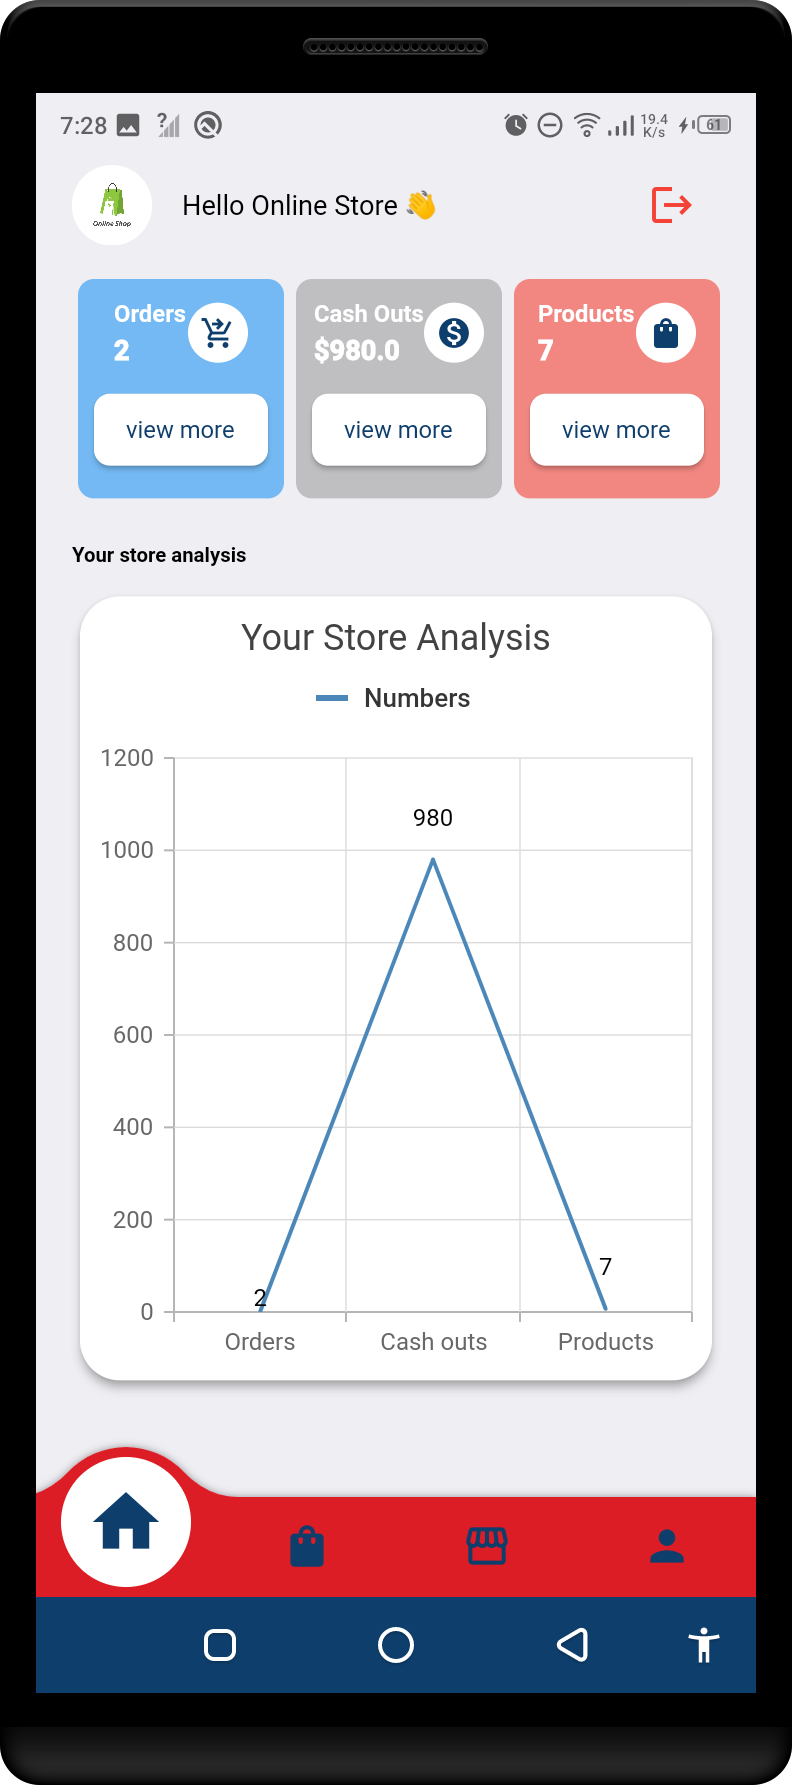 7:28 ? 19.4 K/s 61
Online Shop
Hello Online Store 👋
Orders
2
view more
Cash Outs
$980.0
view more
Products
7
view more
Your store analysis
Your Store Analysis
Numbers
1200
1000
800
600
400
200
0
980
2
7
Orders Cash outs Products